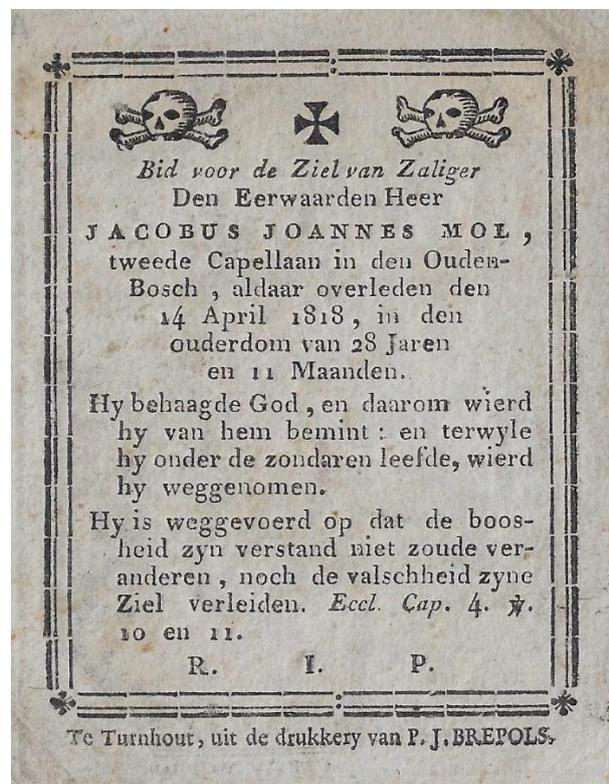 Bid voor de Ziel van Zaliger
Den Eerwaarden Heer
JACOBUS JOANNES MOL,
tweede Capellaan in den Ouden-
Bosch, aldaar overleden den
14 April 1818, in den
ouderdom van 28 Jaren
en 11 Maanden.
Hy behaagde God, en daarom wierd
hy van hem bemint: en terwyle
hy onder de zondaren leefde, wierd
hy weggenomen.
Hy is weggevoerd op dat de boos-
heid zyn verstand niet zoude ver-
anderen, noch de valschheid zyne
Ziel verleiden. Eccl. Cap. 4. ℣.
10 en 11.
R. I. P.
Te Turnhout, uit de drukkery van P. J. BREPOLS.